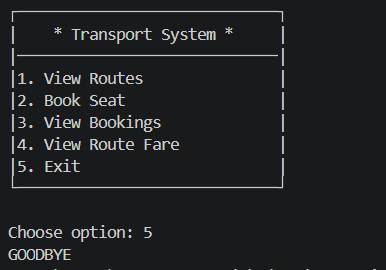 * Transport System *
1. View Routes
2. Book Seat
3. View Bookings
4. View Route Fare
5. Exit
Choose option: 5
GOODBYE